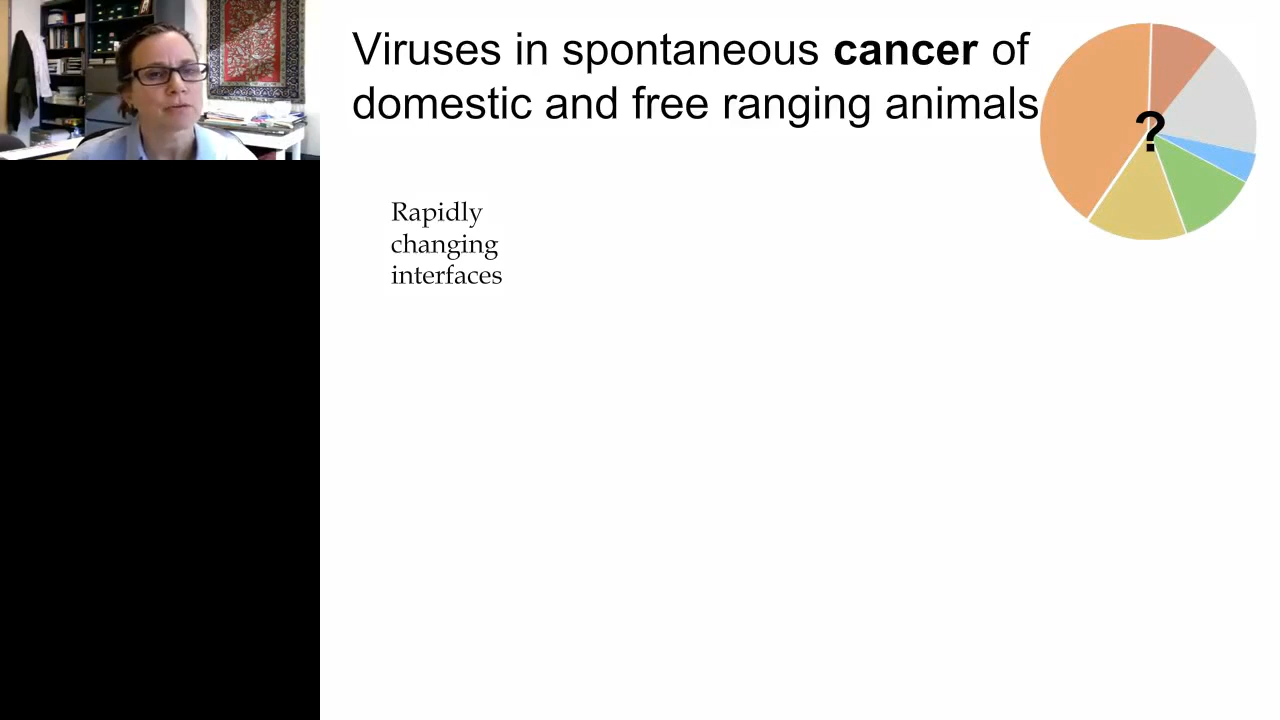 Viruses in spontaneous cancer of
domestic and free ranging animals
?
Rapidly
changing
interfaces